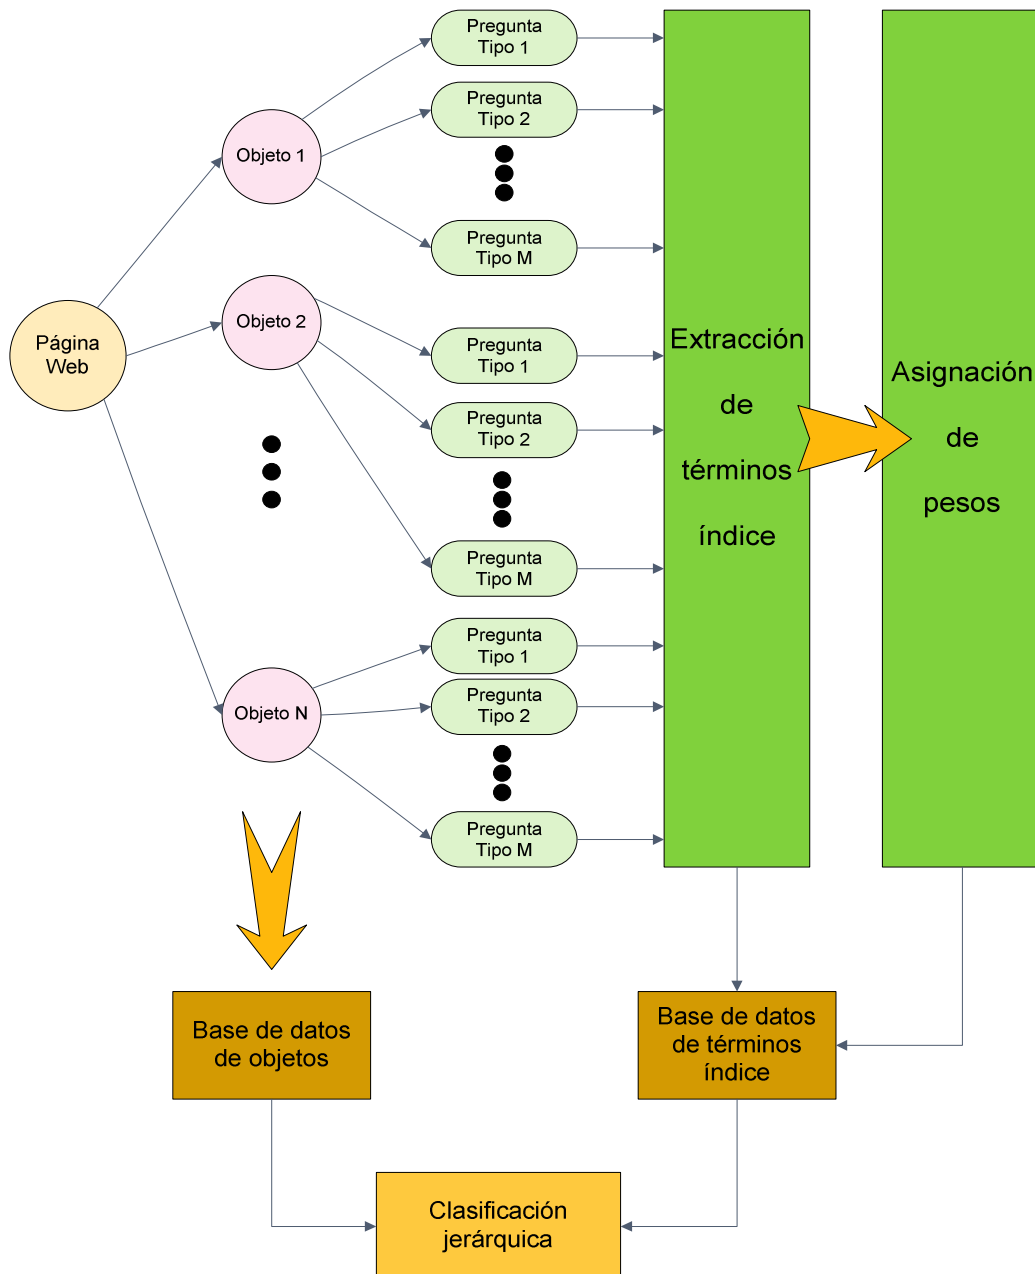 Pregunta
Tipo 1
Pregunta
Tipo 2
Objeto 1
Pregunta
Tipo M
Objeto 2
Página
Web
Pregunta
Tipo 1
Pregunta
Tipo 2
Pregunta
Tipo M
Pregunta
Tipo 1
Objeto N
Pregunta
Tipo 2
Pregunta
Tipo M
Extracción
de
términos
índice
Asignación
de
pesos
Base de datos
de objetos
Base de datos
de términos
índice
Clasificación
jerárquica